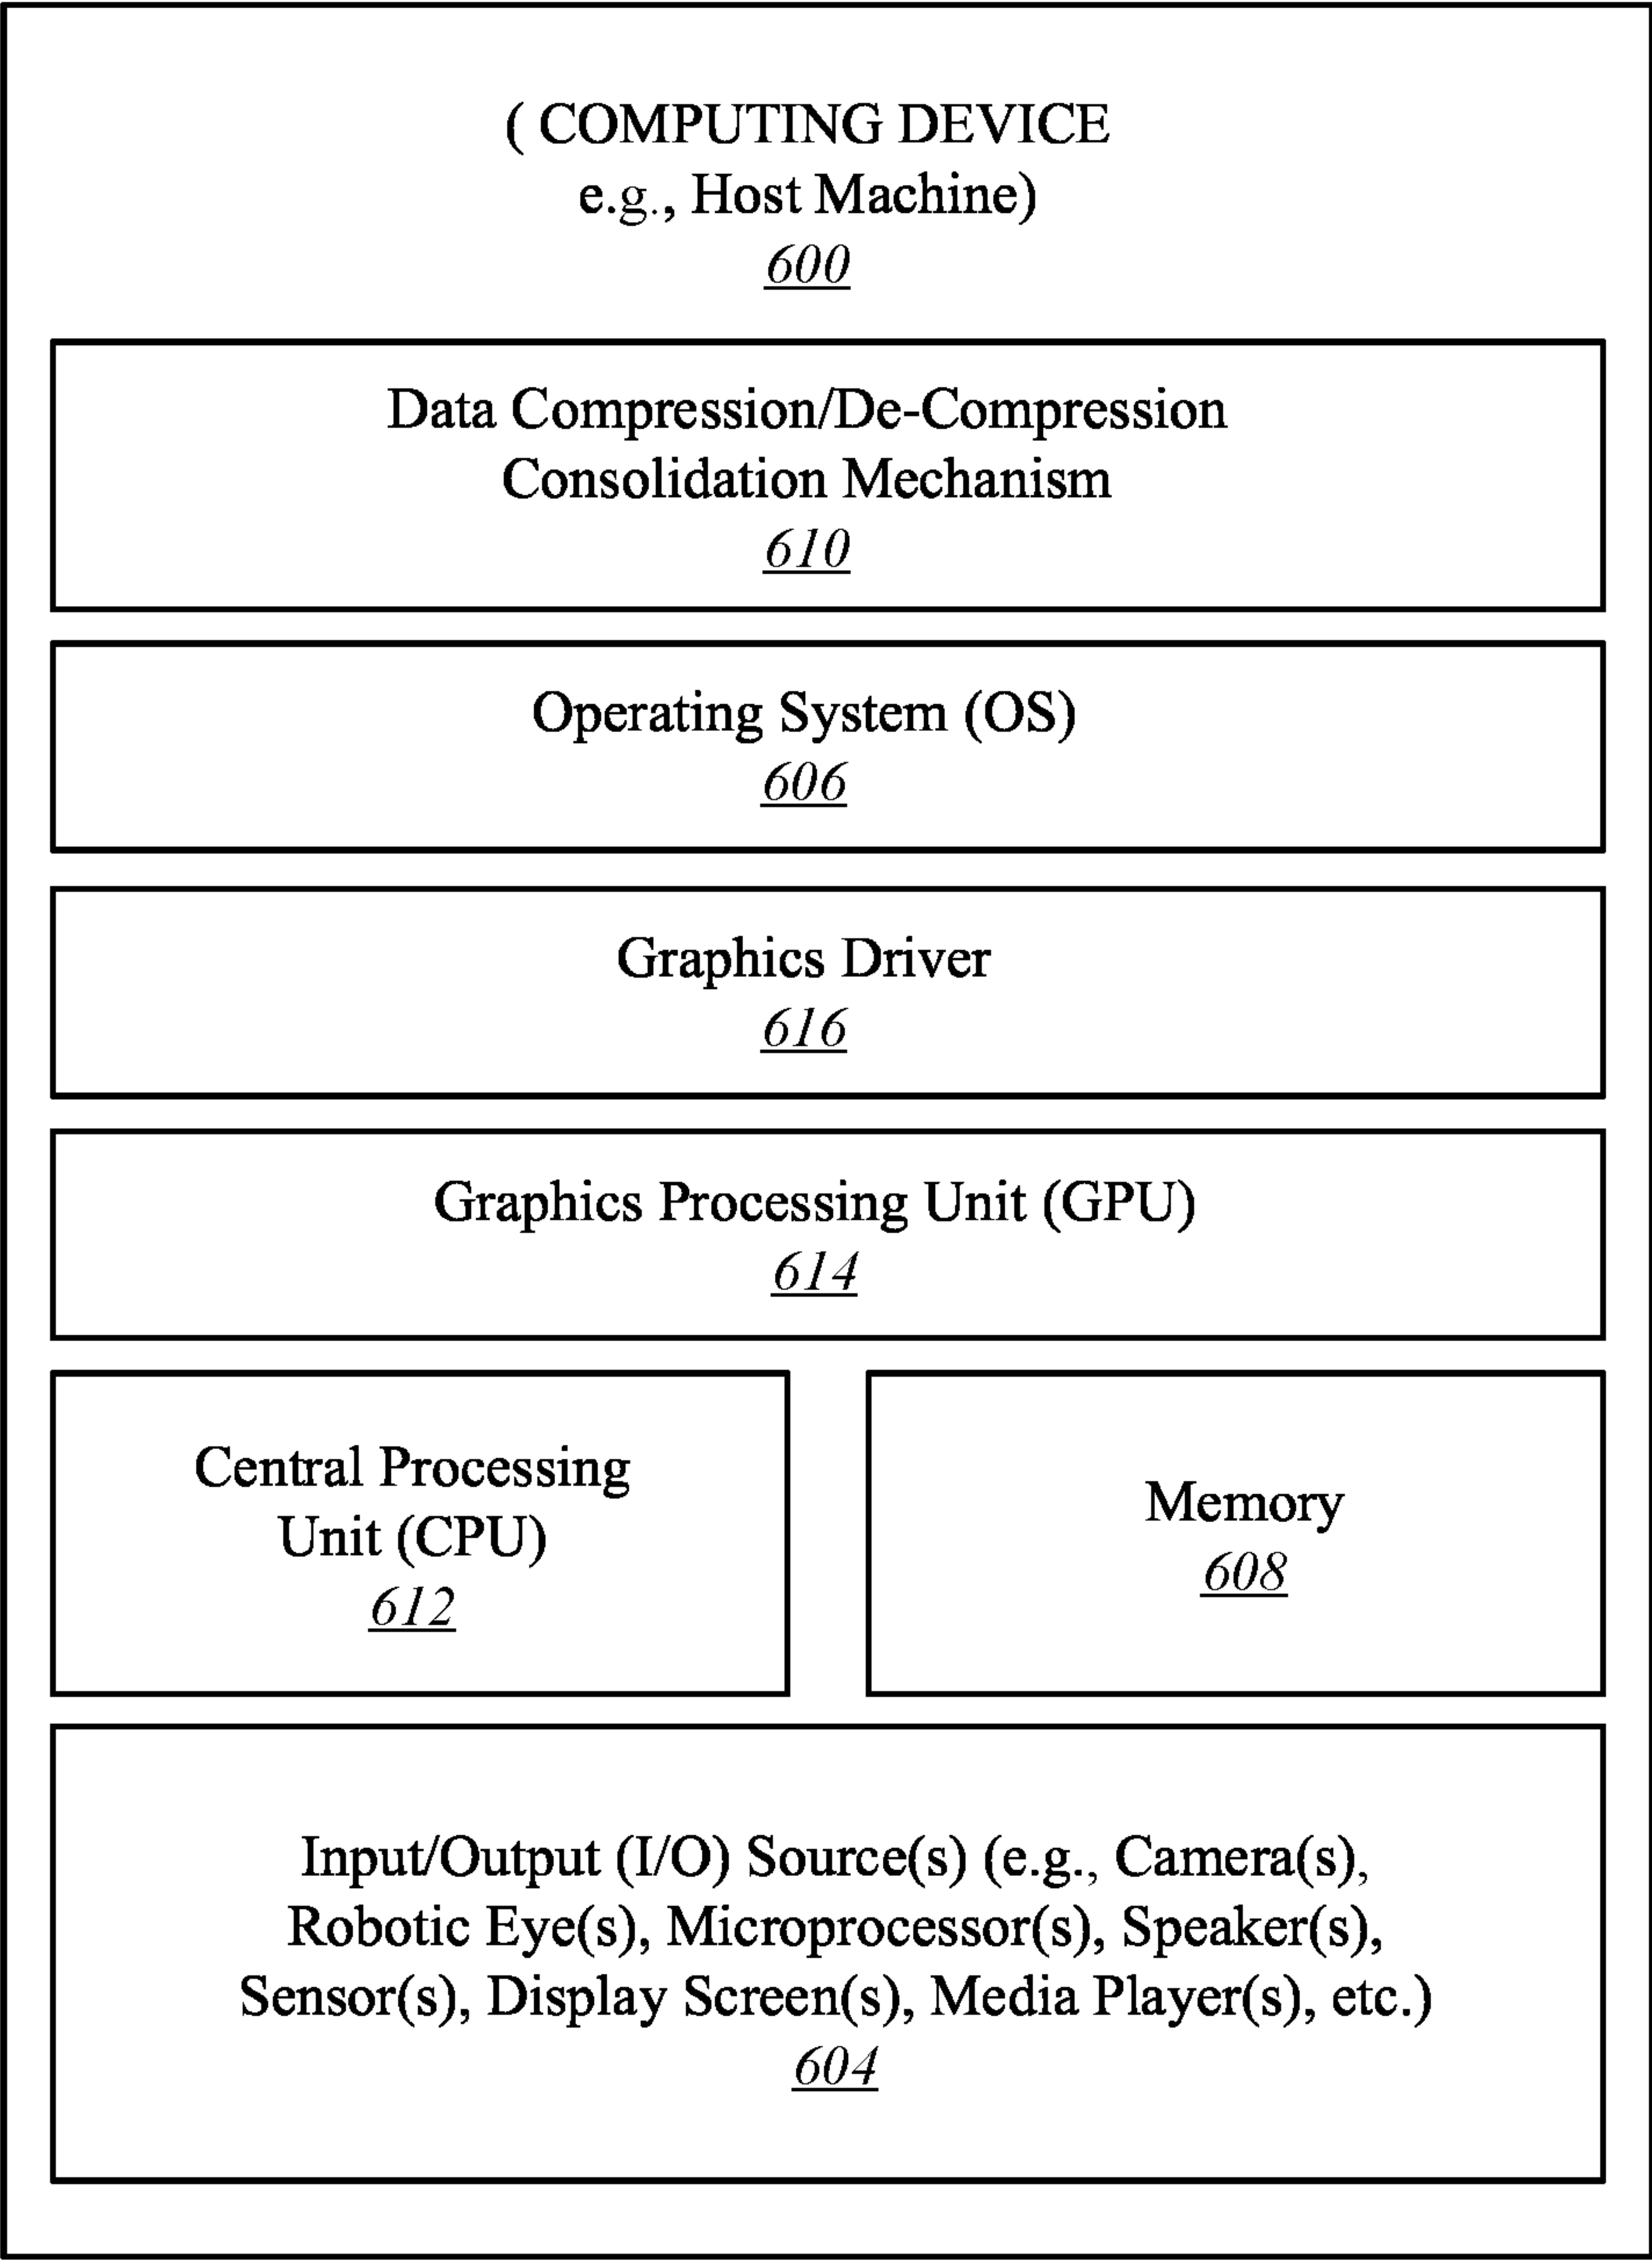 ( COMPUTING DEVICE
e.g., Host Machine)
600
Data Compression/De-Compression
Consolidation Mechanism
610
Operating System (OS)
606
Graphics Driver
616
Graphics Processing Unit (GPU)
614
Central Processing
Unit (CPU)
612
Memory
608
Input/Output (I/O) Source(s) (e.g., Camera(s),
Robotic Eye(s), Microprocessor(s), Speaker(s),
Sensor(s), Display Screen(s), Media Player(s), etc.)
604